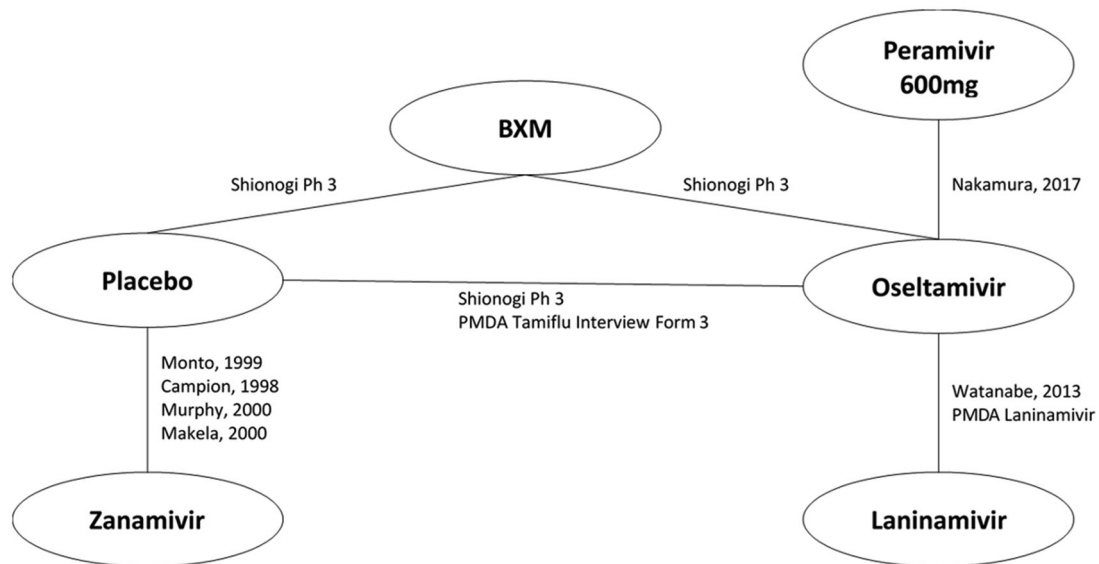 Peramivir
600mg
BXM
Shionogi Ph 3
Shionogi Ph 3
Nakamura, 2017
Placebo
Oseltamivir
Shionogi Ph 3
PMDA Tamiflu Interview Form 3
Monto, 1999
Campion, 1998
Murphy, 2000
Makela, 2000
Watanabe, 2013
PMDA Laninamivir
Zanamivir
Laninamivir